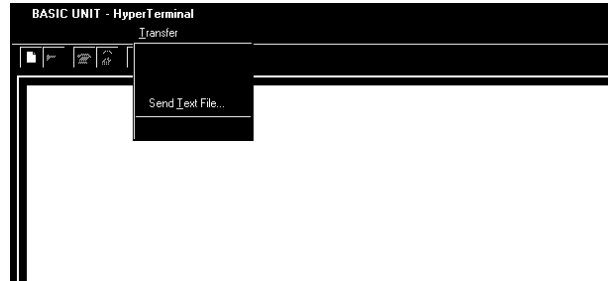 BASIC UNIT - HyperTerminal
Transfer
Send Text File...